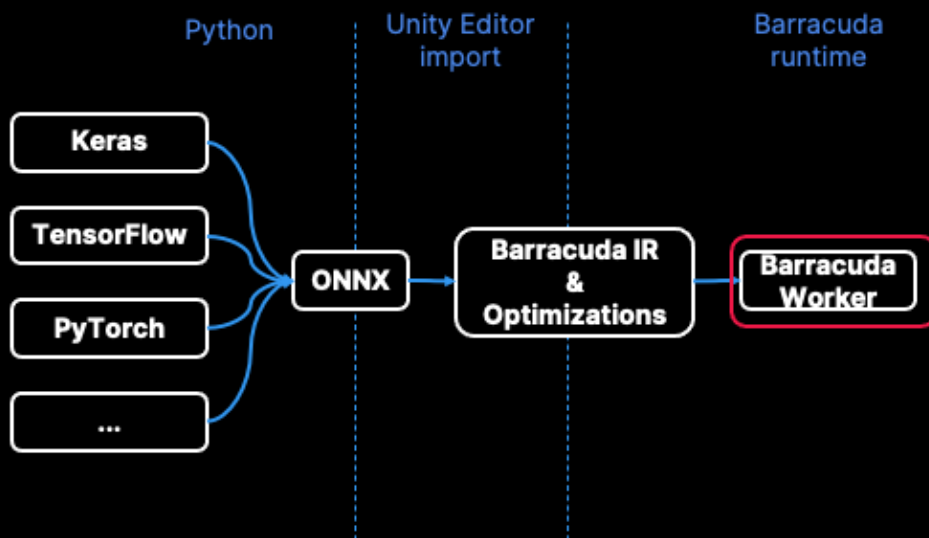 Python
Unity Editor
import
Barracuda
runtime
Keras
TensorFlow
PyTorch
...
ONNX
Barracuda IR
&
Optimizations
Barracuda
Worker